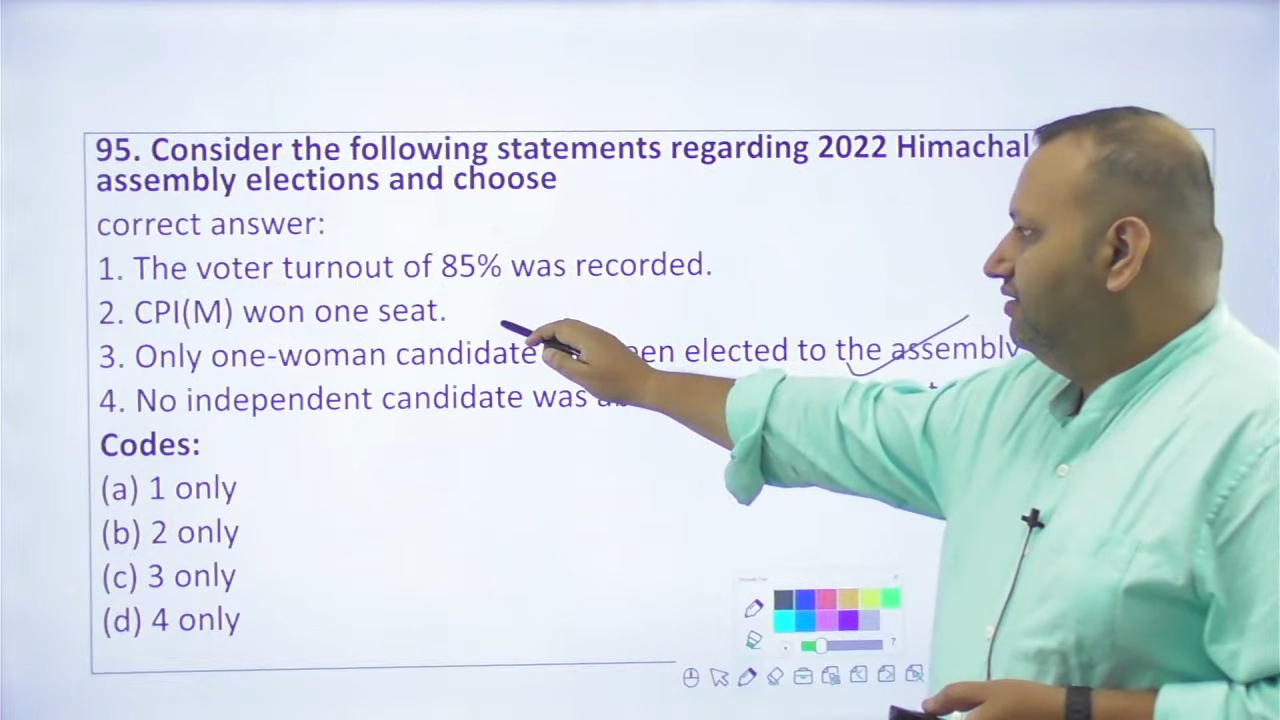 95. Consider the following statements regarding 2022 Himachal
assembly elections and choose
correct answer:
1. The voter turnout of 85% was recorded.
2. CPI(M) won one seat.
3. Only one-woman candidate elected to the assembly
4. No independent candidate was
Codes:
(a) 1 only
(b) 2 only
(c) 3 only
(d) 4 only
7